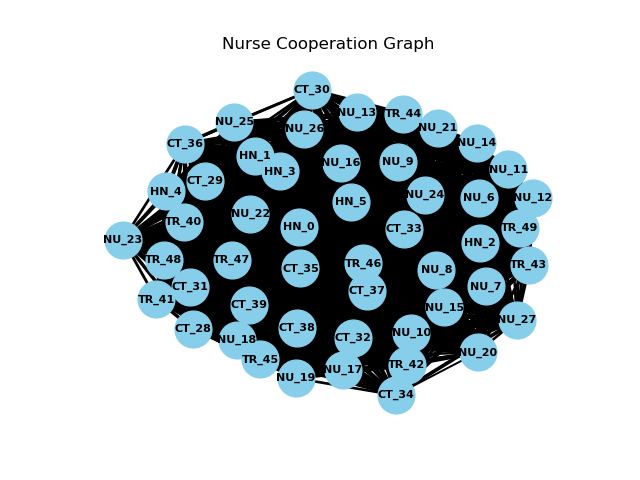 Nurse Cooperation Graph
CT_30
NU_13
TR_44
NU_25
NU_26
NU_21
CT_36
NU_14
HN_1
HN_3
NU_16
NU_9
NU_11
CT_29
HN_4
NU_24
NU_6
NU_12
HN_5
TR_40
NU_22
HN_0
CT_33
TR_49
NU_23
HN_2
TR_48
TR_47
CT_35
TR_46
NU_8
TR_43
CT_31
CT_37
NU_7
TR_41
CT_39
NU_15
NU_27
CT_28
CT_38
NU_10
NU_18
CT_32
NU_20
TR_45
NU_17
TR_42
NU_19
CT_34